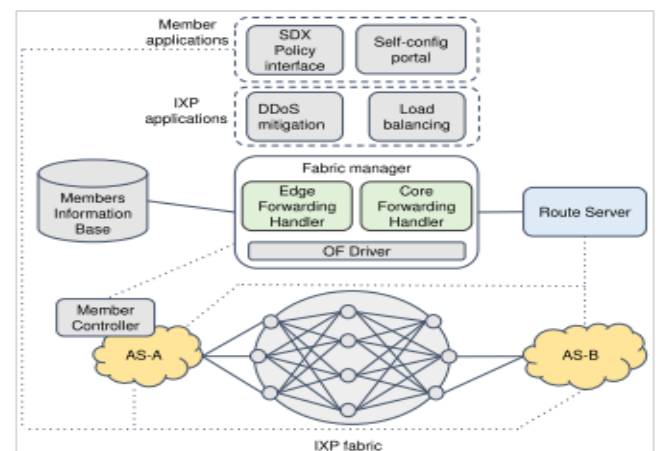 Member
applications
SDX
Policy
interface
Self-config
portal
IXP
applications
DDoS
mitigation
Load
balancing
Fabric manager
Members
Information
Base
Edge
Forwarding
Handler
Core
Forwarding
Handler
Route Server
OF Driver
Member
Controller
AS-A
AS-B
IXP fabric